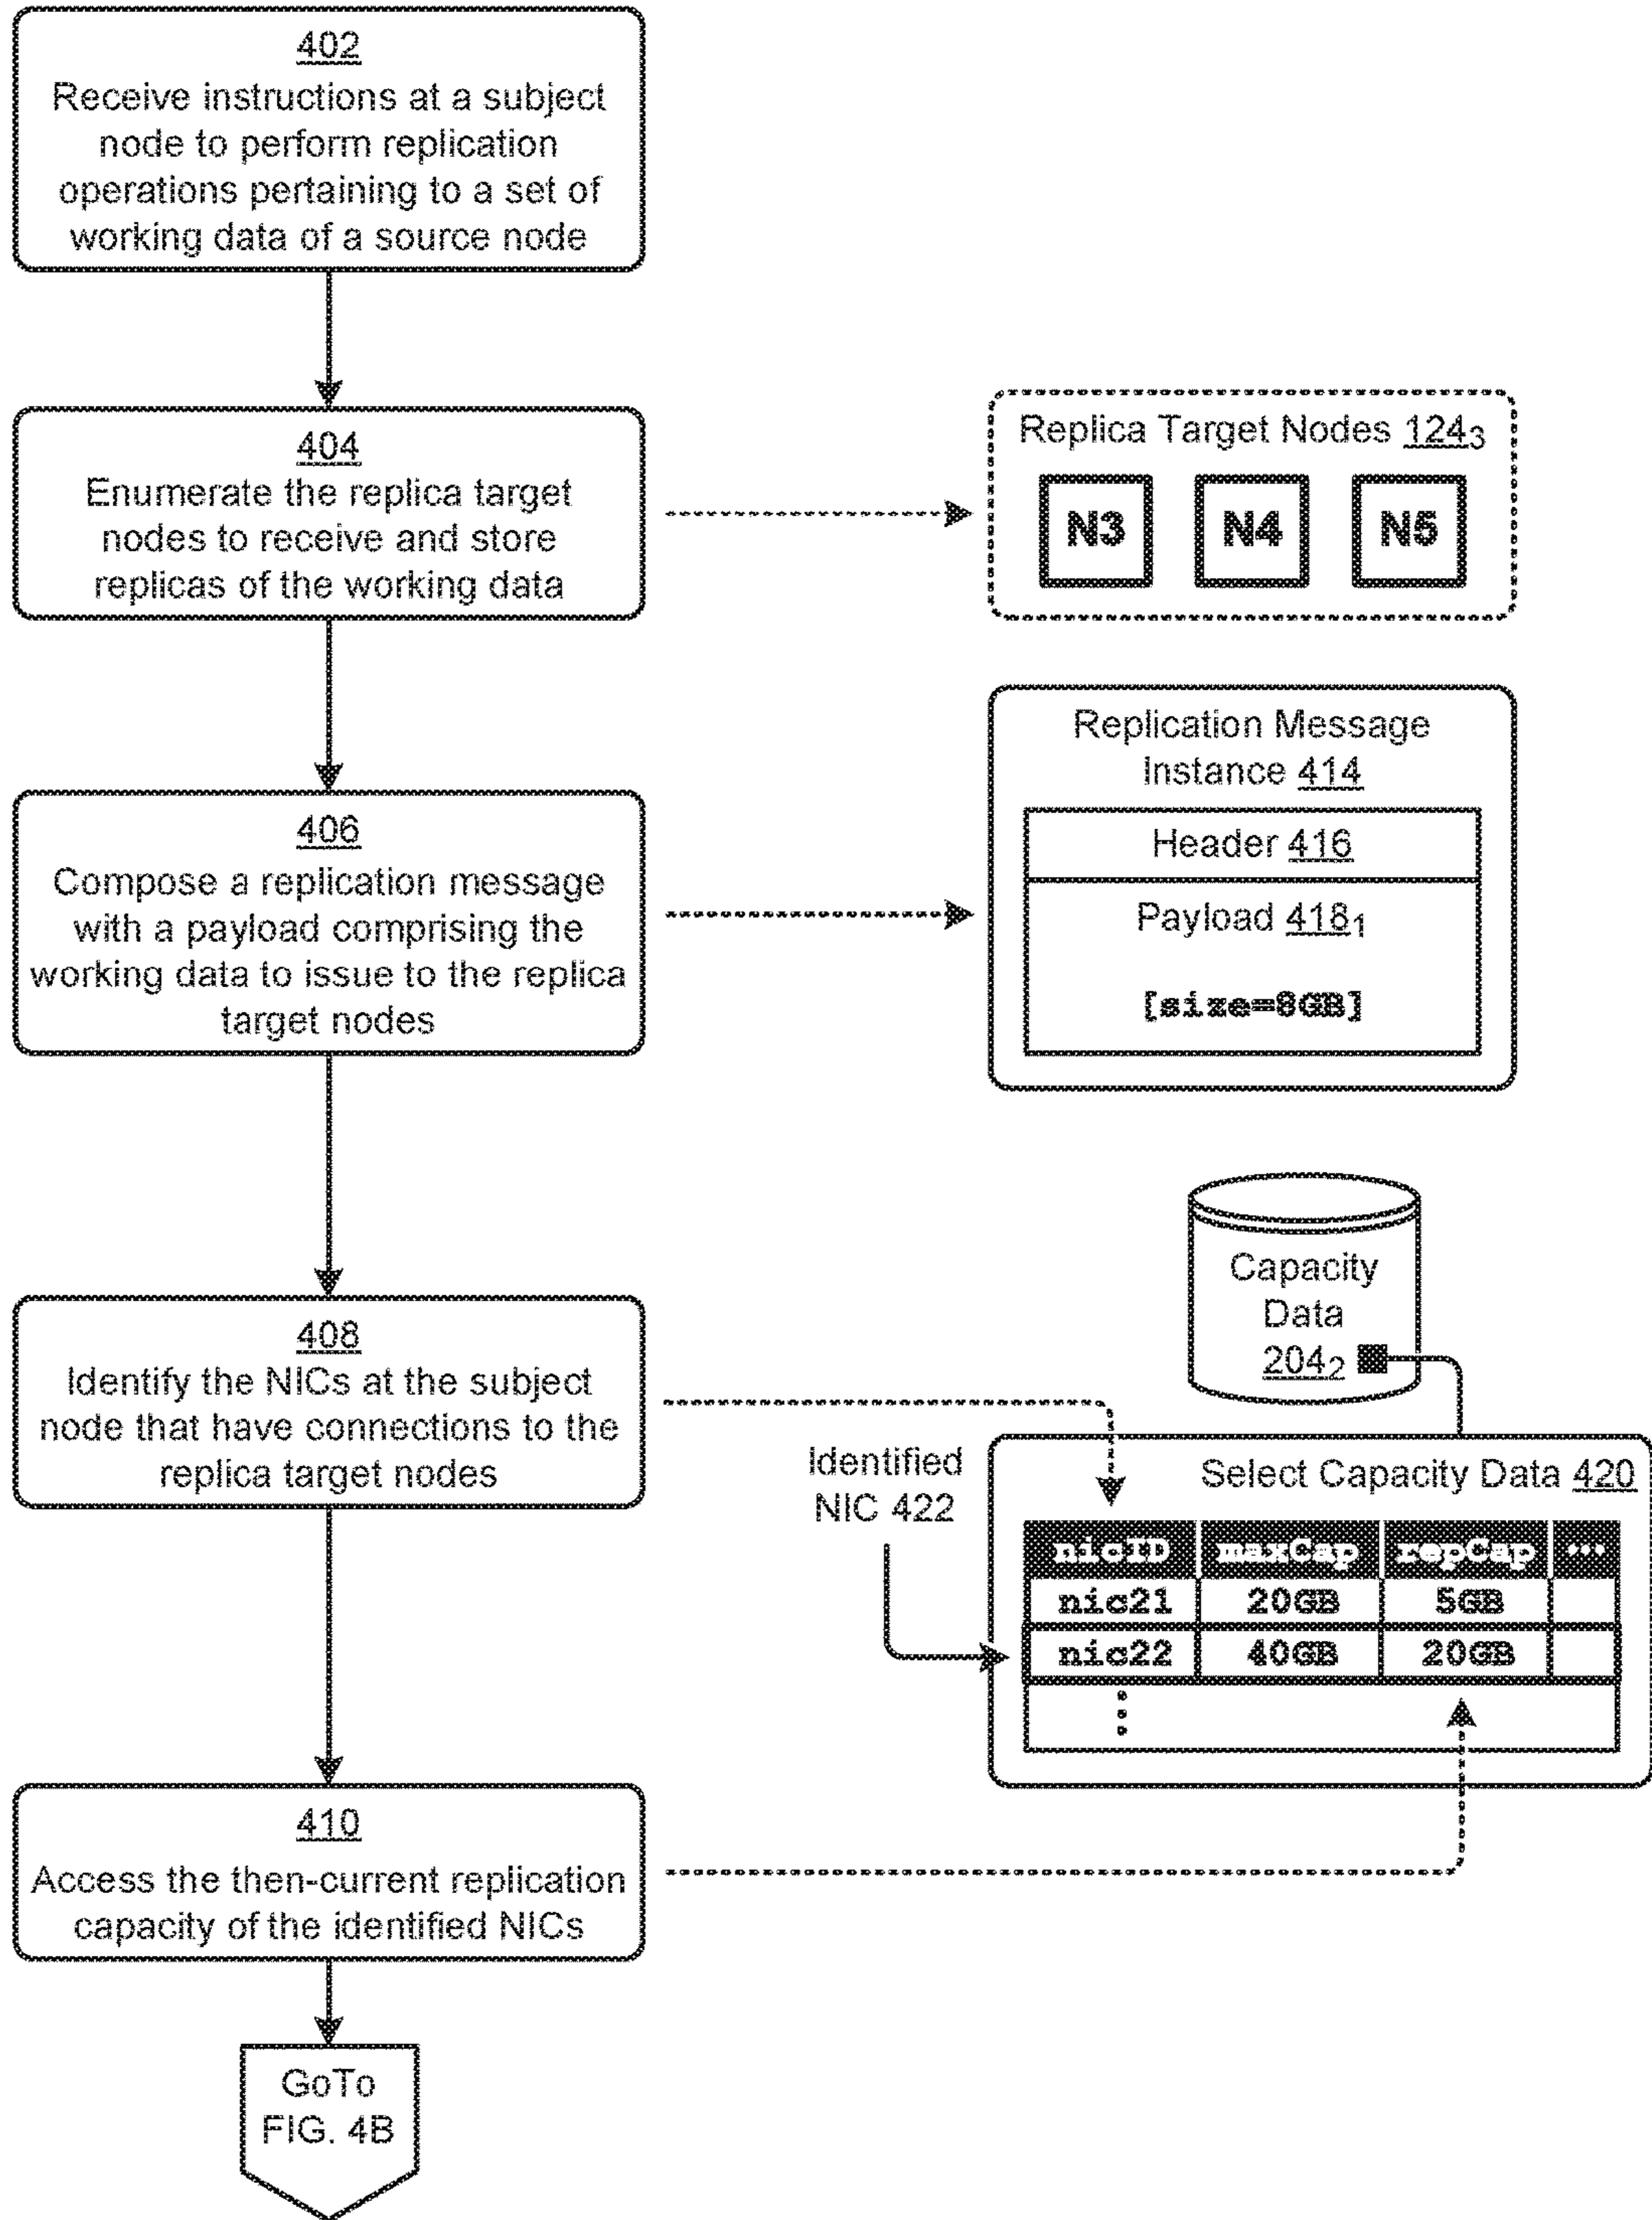 402
Receive instructions at a subject
node to perform replication
operations pertaining to a set of
working data of a source node
404
Enumerate the replica target
nodes to receive and store
replicas of the working data
Replica Target Nodes 124₃
N3 N4 N5
406
Compose a replication message
with a payload comprising the
working data to issue to the replica
target nodes
Replication Message
Instance 414
Header 416
Payload 418₁
[size=8GB]
408
Identify the NICs at the subject
node that have connections to the
replica target nodes
Capacity
Data
204₂
Identified
NIC 422
Select Capacity Data 420
nicID maxCap repCap ...
nic21 20GB 5GB
nic22 40GB 20GB
410
Access the then-current replication
capacity of the identified NICs
GoTo
FIG. 4B